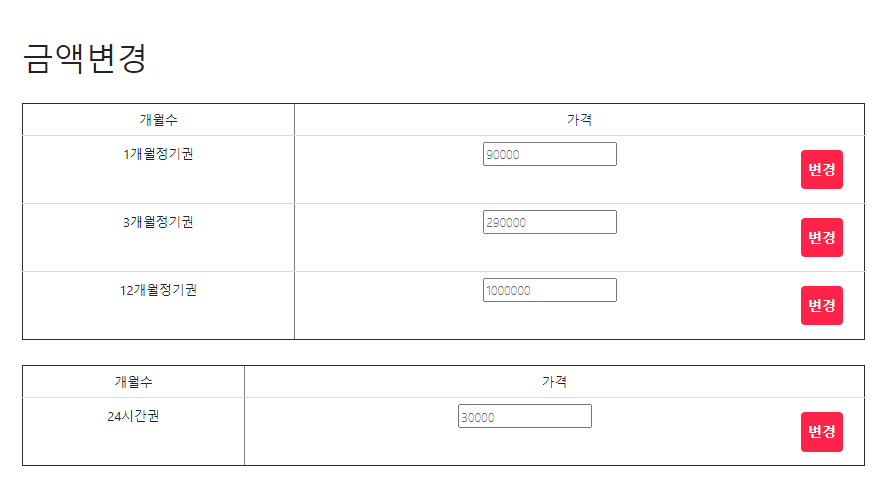 금액변경
개월수 가격
1개월정기권 90000 변경
3개월정기권 290000 변경
12개월정기권 1000000 변경
개월수 가격
24시간권 30000 변경